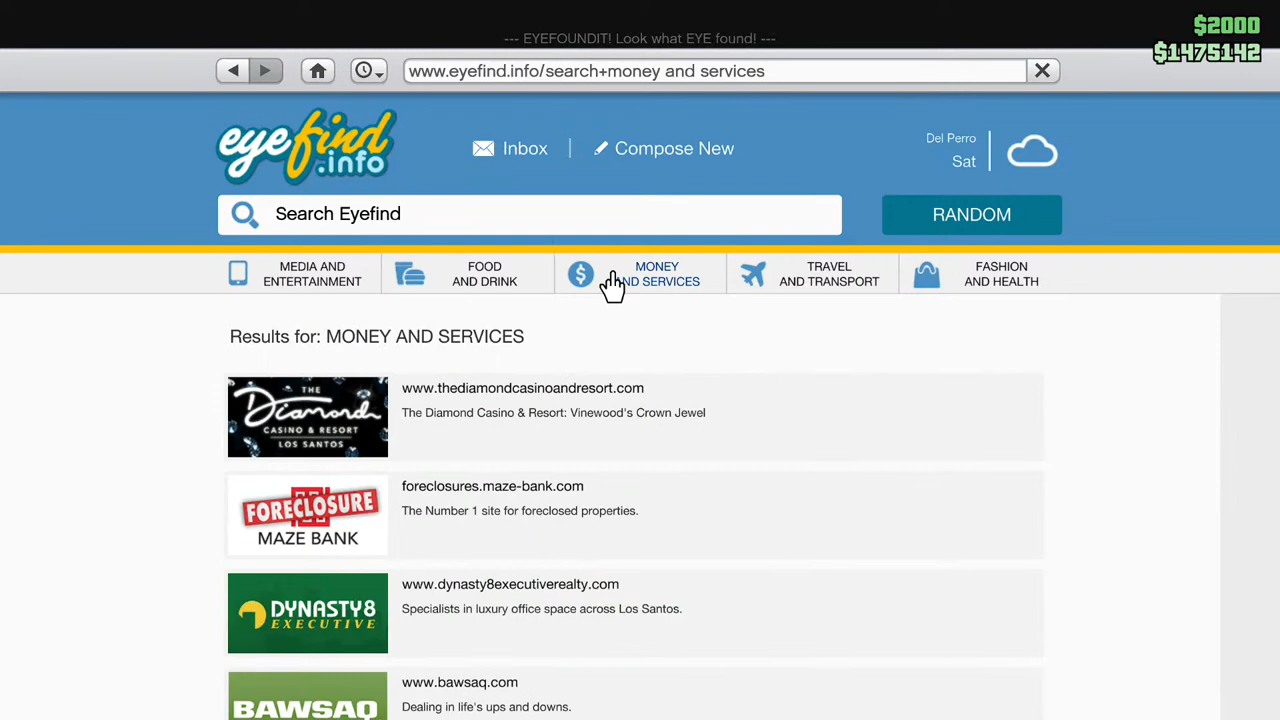 --- EYEFOUNDIT! Look what EYE found! ---
$2000
$1475142
www.eyefind.info/search+money and services
eyefind
.info
Inbox
Compose New
Del Perro
Sat
Search Eyefind
RANDOM
MEDIA AND
ENTERTAINMENT
FOOD
AND DRINK
MONEY
AND SERVICES
TRAVEL
AND TRANSPORT
FASHION
AND HEALTH
Results for: MONEY AND SERVICES
THE
Diamond
CASINO & RESORT
LOS SANTOS
www.thediamondcasinoandresort.com
The Diamond Casino & Resort: Vinewood's Crown Jewel
FORECLOSURE
MAZE BANK
foreclosures.maze-bank.com
The Number 1 site for foreclosed properties.
DYNASTY8
EXECUTIVE
www.dynasty8executiverealty.com
Specialists in luxury office space across Los Santos.
BAWSAQ
www.bawsaq.com
Dealing in life's ups and downs.